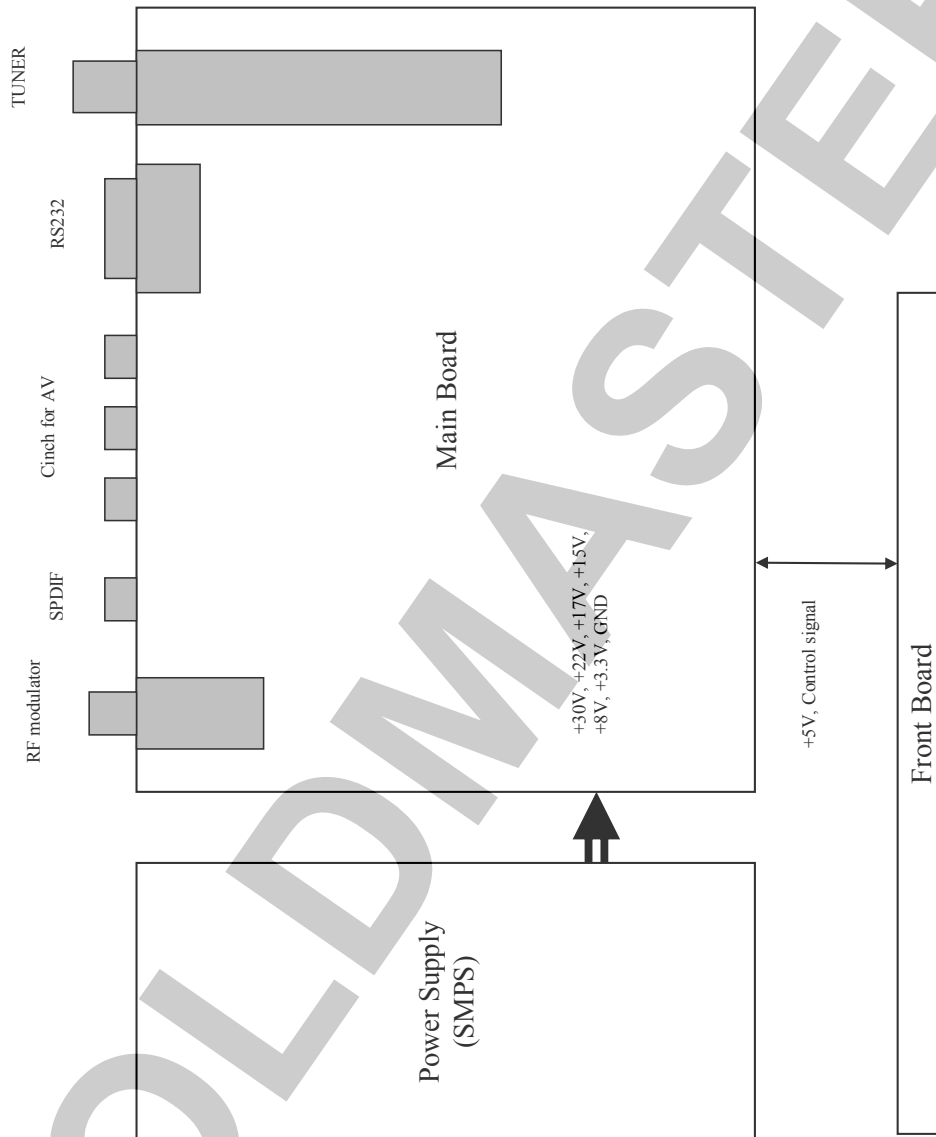 TUNER
RS232
Cinch for AV
SPDIF
RF modulator
Main Board
+30V, +22V, +17V, +15V,
+8V, +3.3V, GND
+5V, Control signal
Front Board
Power Supply
(SMPS)
OLDMASTE